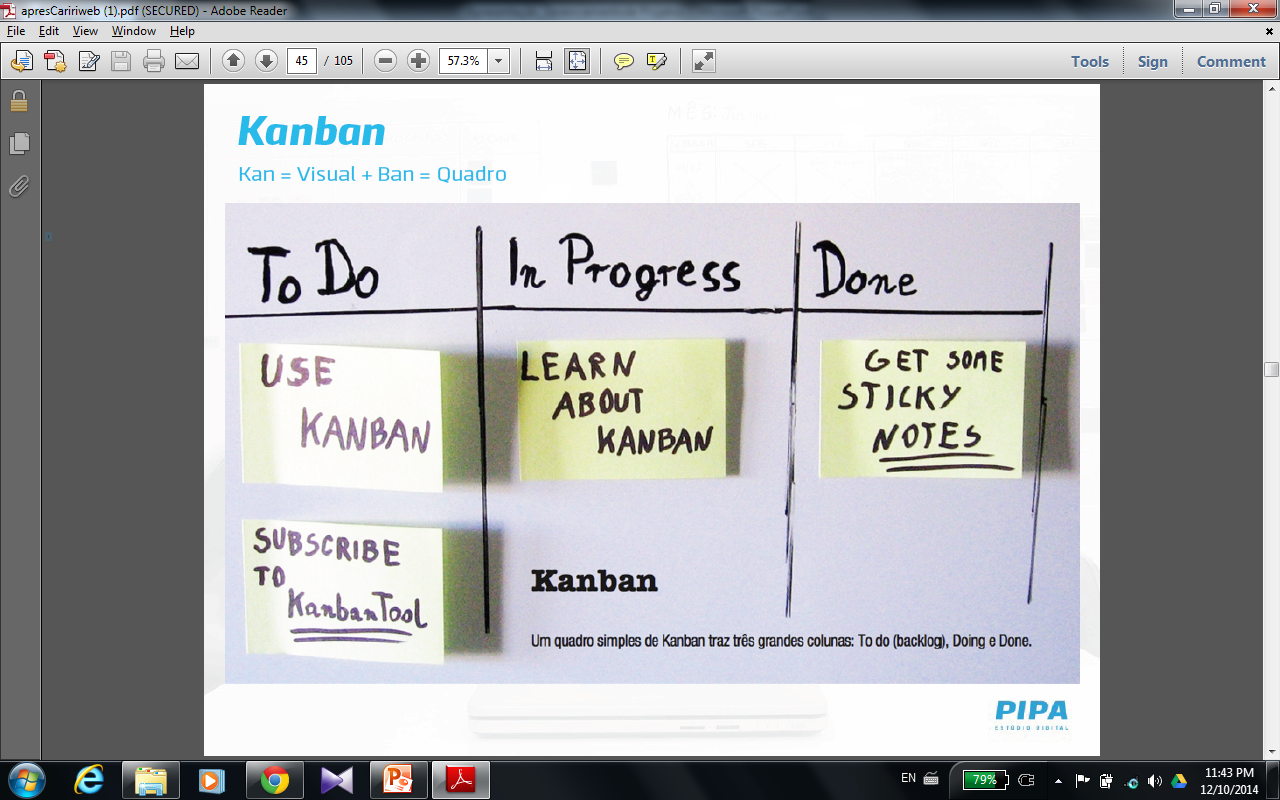 apresCaririweb (1).pdf (SECURED) - Adobe Reader
File Edit View Window Help
45 / 105 57.3% Tools Sign Comment
Kanban
Kan = Visual + Ban = Quadro
To Do In Progress Done
USE
KANBAN
LEARN
ABOUT
KANBAN
GET SOME
STICKY
NOTES
SUBSCRIBE
TO
KanbanTool
Kanban
Um quadro simples de Kanban traz três grandes colunas: To do (backlog), Doing e Done.
PIPA
ESTÚDIO DIGITAL
EN 79% 11:43 PM
12/10/2014